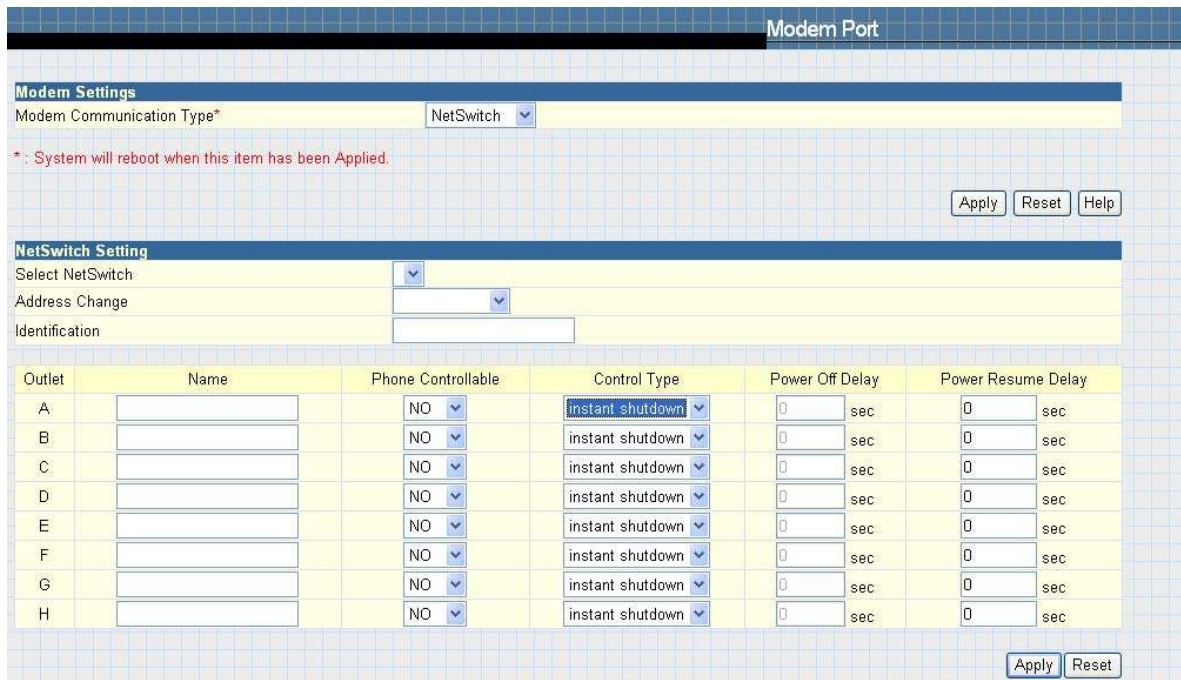 Modem Port
Modem Settings
Modem Communication Type* NetSwitch
* : System will reboot when this item has been Applied.
Apply Reset Help
NetSwitch Setting
Select NetSwitch
Address Change
Identification
Outlet Name Phone Controllable Control Type Power Off Delay Power Resume Delay
A NO instant shutdown 0 sec 0 sec
B NO instant shutdown 0 sec 0 sec
C NO instant shutdown 0 sec 0 sec
D NO instant shutdown 0 sec 0 sec
E NO instant shutdown 0 sec 0 sec
F NO instant shutdown 0 sec 0 sec
G NO instant shutdown 0 sec 0 sec
H NO instant shutdown 0 sec 0 sec
Apply Reset